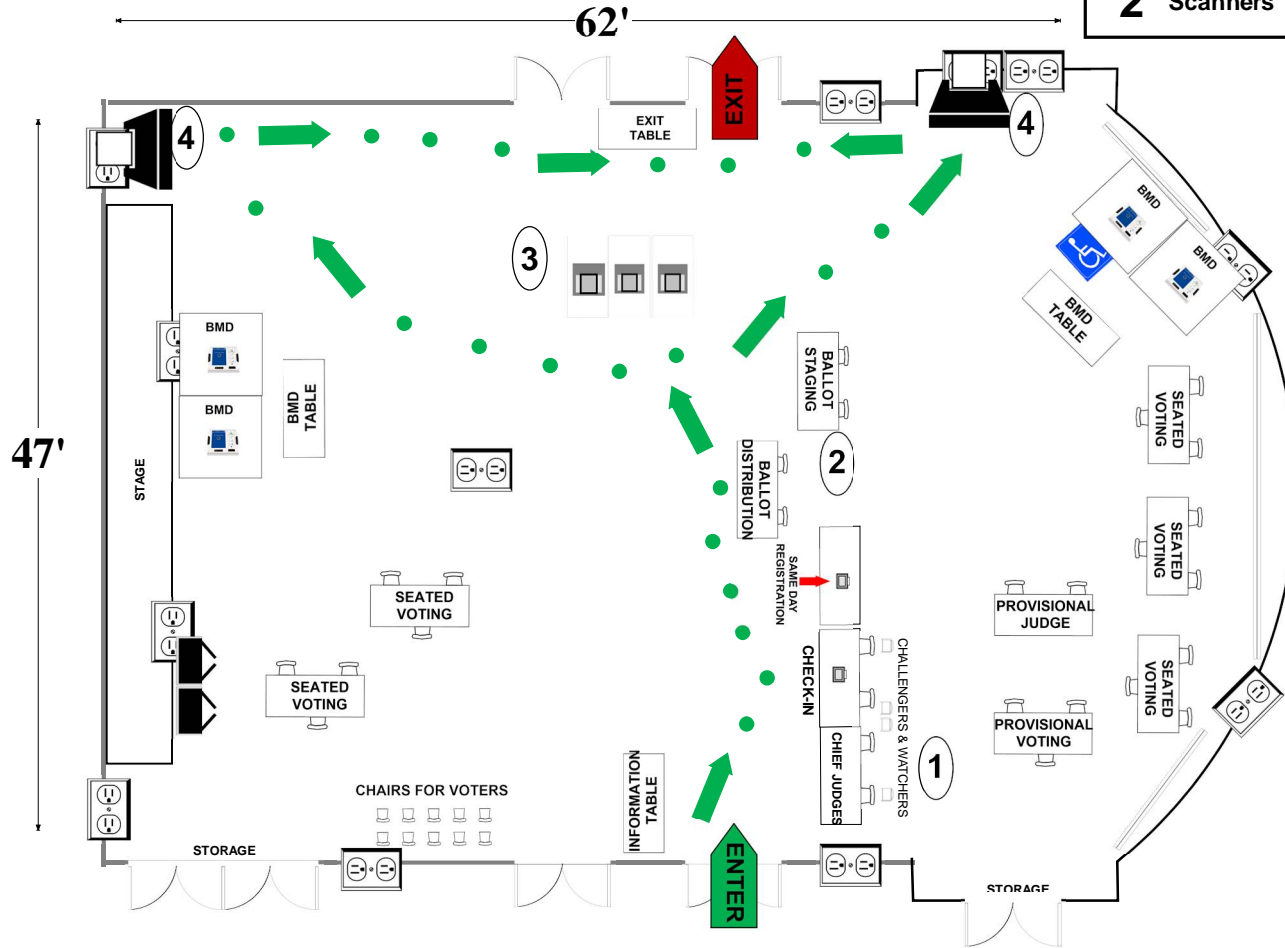 2 Scanners
62'
EXIT
EXIT
TABLE
4
4
BMD
BMD
BMD
TABLE
3
BMD
BMD
BMD
TABLE
BALLOT
STAGING
SEATED
VOTING
47'
STAGE
BALLOT
DISTRIBUTION
2
SEATED
VOTING
SAME DAY
REGISTRATION
SEATED
VOTING
PROVISIONAL
JUDGE
CHECK-IN
CHALLENGERS & WATCHERS
SEATED
VOTING
SEATED
VOTING
PROVISIONAL
VOTING
CHIEF JUDGES
1
CHAIRS FOR VOTERS
INFORMATION
TABLE
STORAGE
ENTER
STORAGE